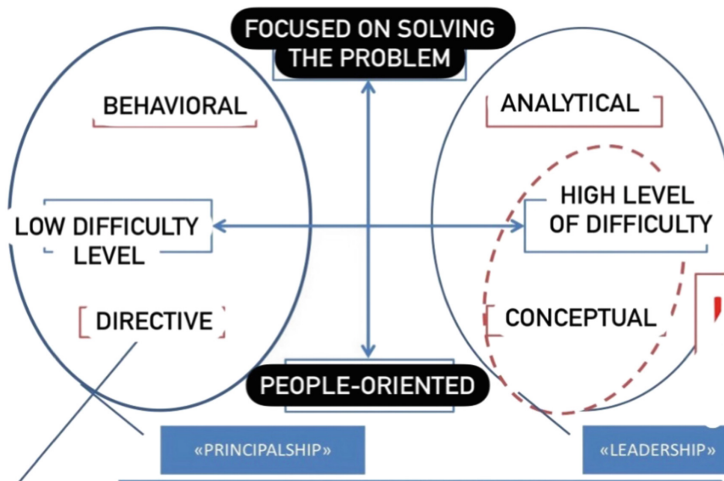 FOCUSED ON SOLVING
THE PROBLEM
BEHAVIORAL
ANALYTICAL
LOW DIFFICULTY
LEVEL
HIGH LEVEL
OF DIFFICULTY
DIRECTIVE
CONCEPTUAL
PEOPLE-ORIENTED
«PRINCIPALSHIP»
«LEADERSHIP»